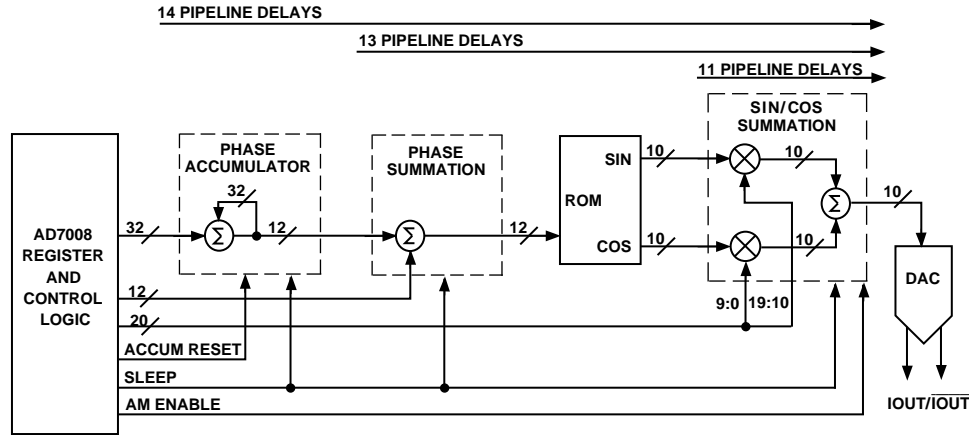 14 PIPELINE DELAYS
13 PIPELINE DELAYS
11 PIPELINE DELAYS
SIN/COS
SUMMATION
PHASE
ACCUMULATOR
PHASE
SUMMATION
AD7008
REGISTER
AND
CONTROL
LOGIC
32
32
Σ
12
Σ
12
ROM
SIN
COS
10
10
10
10
Σ
10
DAC
12
20
9:0
19:10
ACCUM RESET
SLEEP
AM ENABLE
IOUT/IOUT